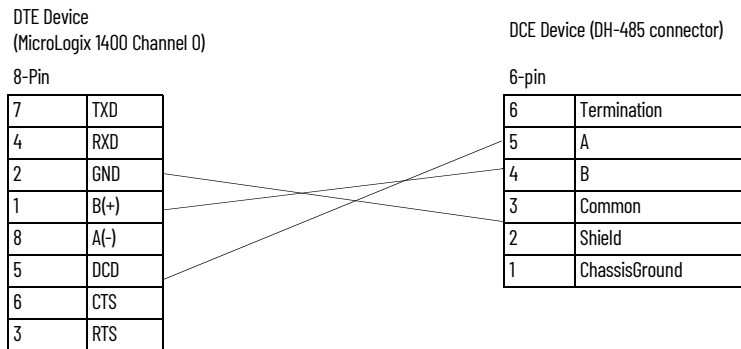 DTE Device
(MicroLogix 1400 Channel 0)
DCE Device (DH-485 connector)
8-Pin
6-pin
7 TXD
4 RXD
2 GND
1 B(+)
8 A(-)
5 DCD
6 CTS
3 RTS
6 Termination
5 A
4 B
3 Common
2 Shield
1 ChassisGround